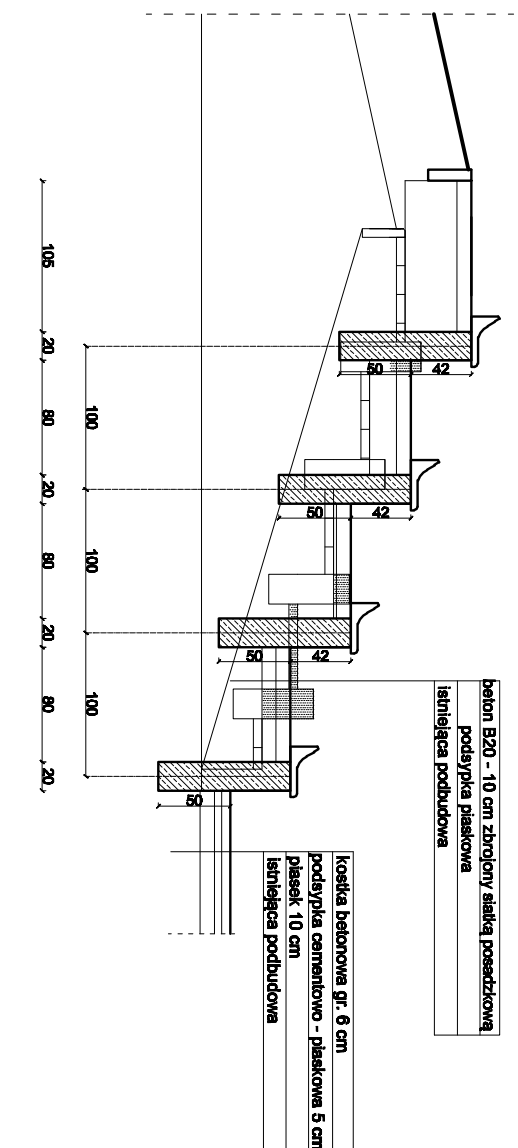 beton B20 - 10 cm zbrojony siatką posadzkową
podsypka piaskowa
istniejąca podbudowa
kostka betonowa gr. 6 cm
podsypka cementowo - piaskowa 5 cm
piasek 10 cm
istniejąca podbudowa
42
50
42
50
42
50
50
100
100
100
105
20
80
20
80
20
80
20